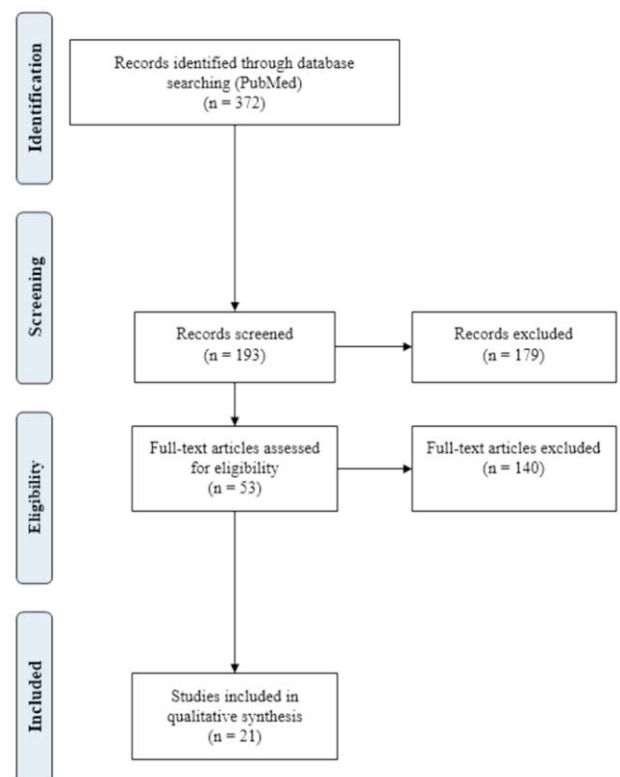 Identification
Records identified through database
searching (PubMed)
(n = 372)
Screening
Records screened
(n = 193)
Records excluded
(n = 179)
Eligibility
Full-text articles assessed
for eligibility
(n = 53)
Full-text articles excluded
(n = 140)
Included
Studies included in
qualitative synthesis
(n = 21)